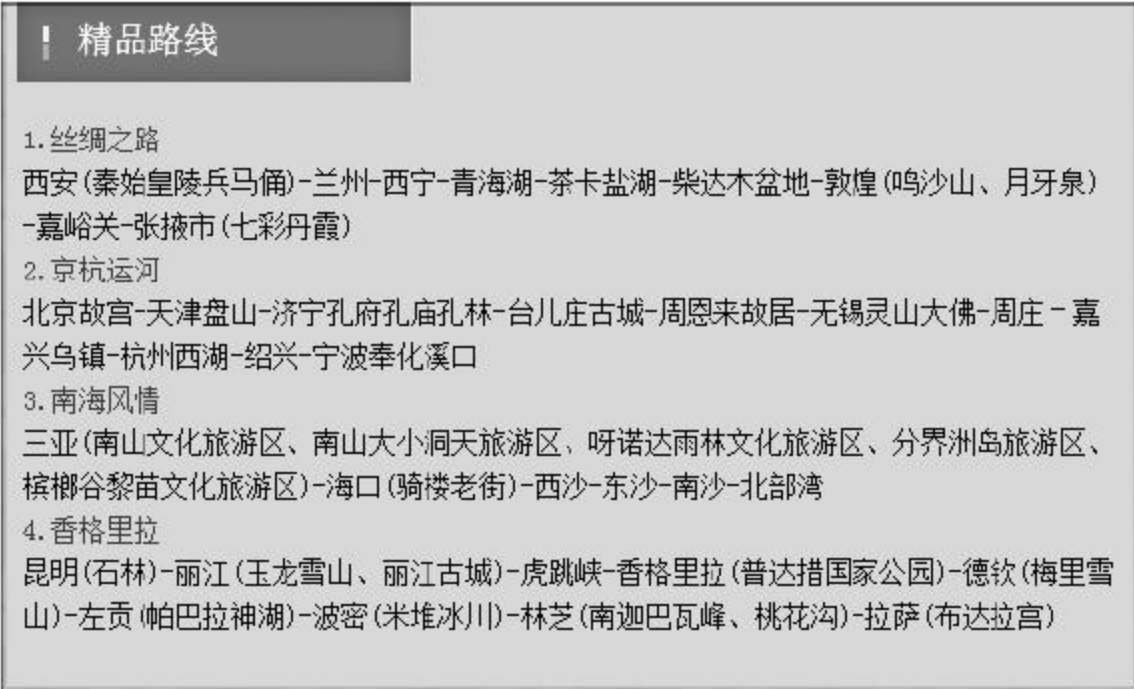 精品路线
1.丝绸之路
西安(秦始皇陵兵马俑)-兰州-西宁-青海湖-茶卡盐湖-柴达木盆地-敦煌(鸣沙山、月牙泉)
-嘉峪关-张掖市(七彩丹霞)
2.京杭运河
北京故宫-天津盘山-济宁孔府孔庙孔林-台儿庄古城-周恩来故居-无锡灵山大佛-周庄-嘉
兴乌镇-杭州西湖-绍兴-宁波奉化溪口
3.南海风情
三亚(南山文化旅游区、南山大小洞天旅游区、呀诺达雨林文化旅游区、分界洲岛旅游区、
槟榔谷黎苗文化旅游区)-海口(骑楼老街)-西沙-东沙-南沙-北部湾
4.香格里拉
昆明(石林)-丽江(玉龙雪山、丽江古城)-虎跳峡-香格里拉(普达措国家公园)-德钦(梅里雪
山)-左贡(帕巴拉神湖)-波密(米堆冰川)-林芝(南迦巴瓦峰、桃花沟)-拉萨(布达拉宫)